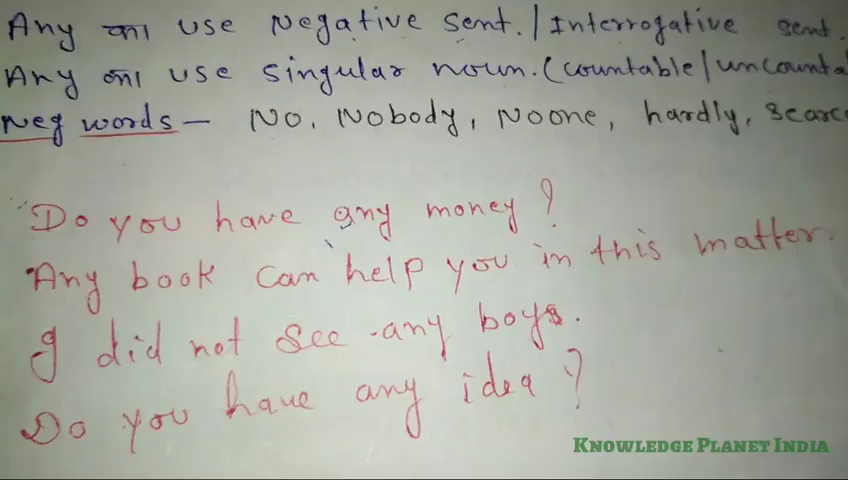 Any का use Negative sent. / Interrogative sent.
Any का use singular noun. (countable/uncounta
Neg words — No, Nobody, Noone, hardly, scarc
Do you have any money?
Any book can help you in this matter.
I did not see any boys.
Do you have any idea?
KNOWLEDGE PLANET INDIA